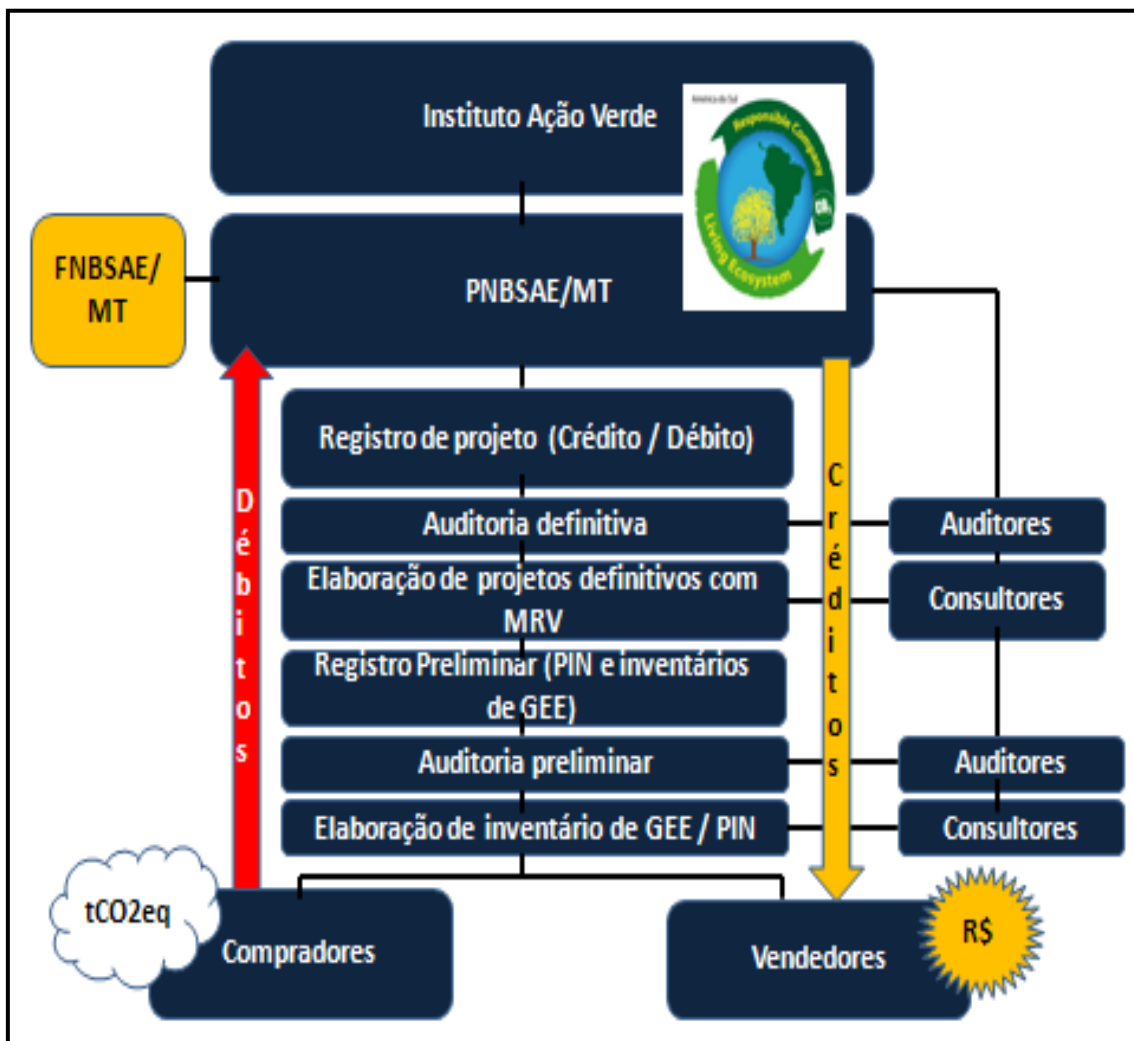 Instituto Ação Verde
América do Sul
Responsible Company
Living Ecosystem
FNBSAE/
MT
PNBSAE/MT
Registro de projeto (Crédito / Débito)
Débitos
Créditos
Auditoria definitiva
Auditores
Elaboração de projetos definitivos com
MRV
Consultores
Registro Preliminar (PIN e inventários
de GEE)
Auditoria preliminar
Auditores
Elaboração de inventário de GEE / PIN
Consultores
tCO2eq
Compradores
Vendedores
R$